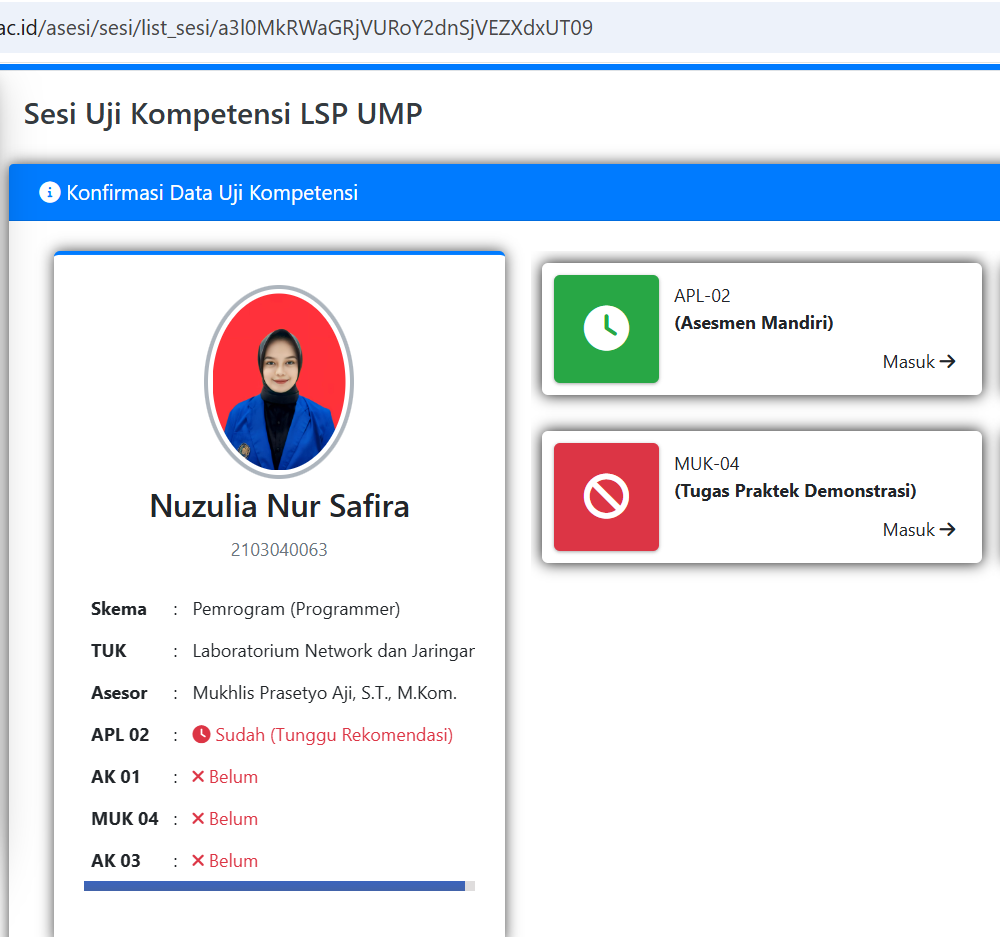 ac.id/asesi/sesi/list_sesi/a3l0MkRWaGRjVURoY2dnSjVEZXdxUT09
Sesi Uji Kompetensi LSP UMP
Konfirmasi Data Uji Kompetensi
Nuzulia Nur Safira
2103040063
Skema : Pemrogram (Programmer)
TUK : Laboratorium Network dan Jaringar
Asesor : Mukhlis Prasetyo Aji, S.T., M.Kom.
APL 02 : Sudah (Tunggu Rekomendasi)
AK 01 : × Belum
MUK 04 : × Belum
AK 03 : × Belum
APL-02
(Asesmen Mandiri)
Masuk →
MUK-04
(Tugas Praktek Demonstrasi)
Masuk →